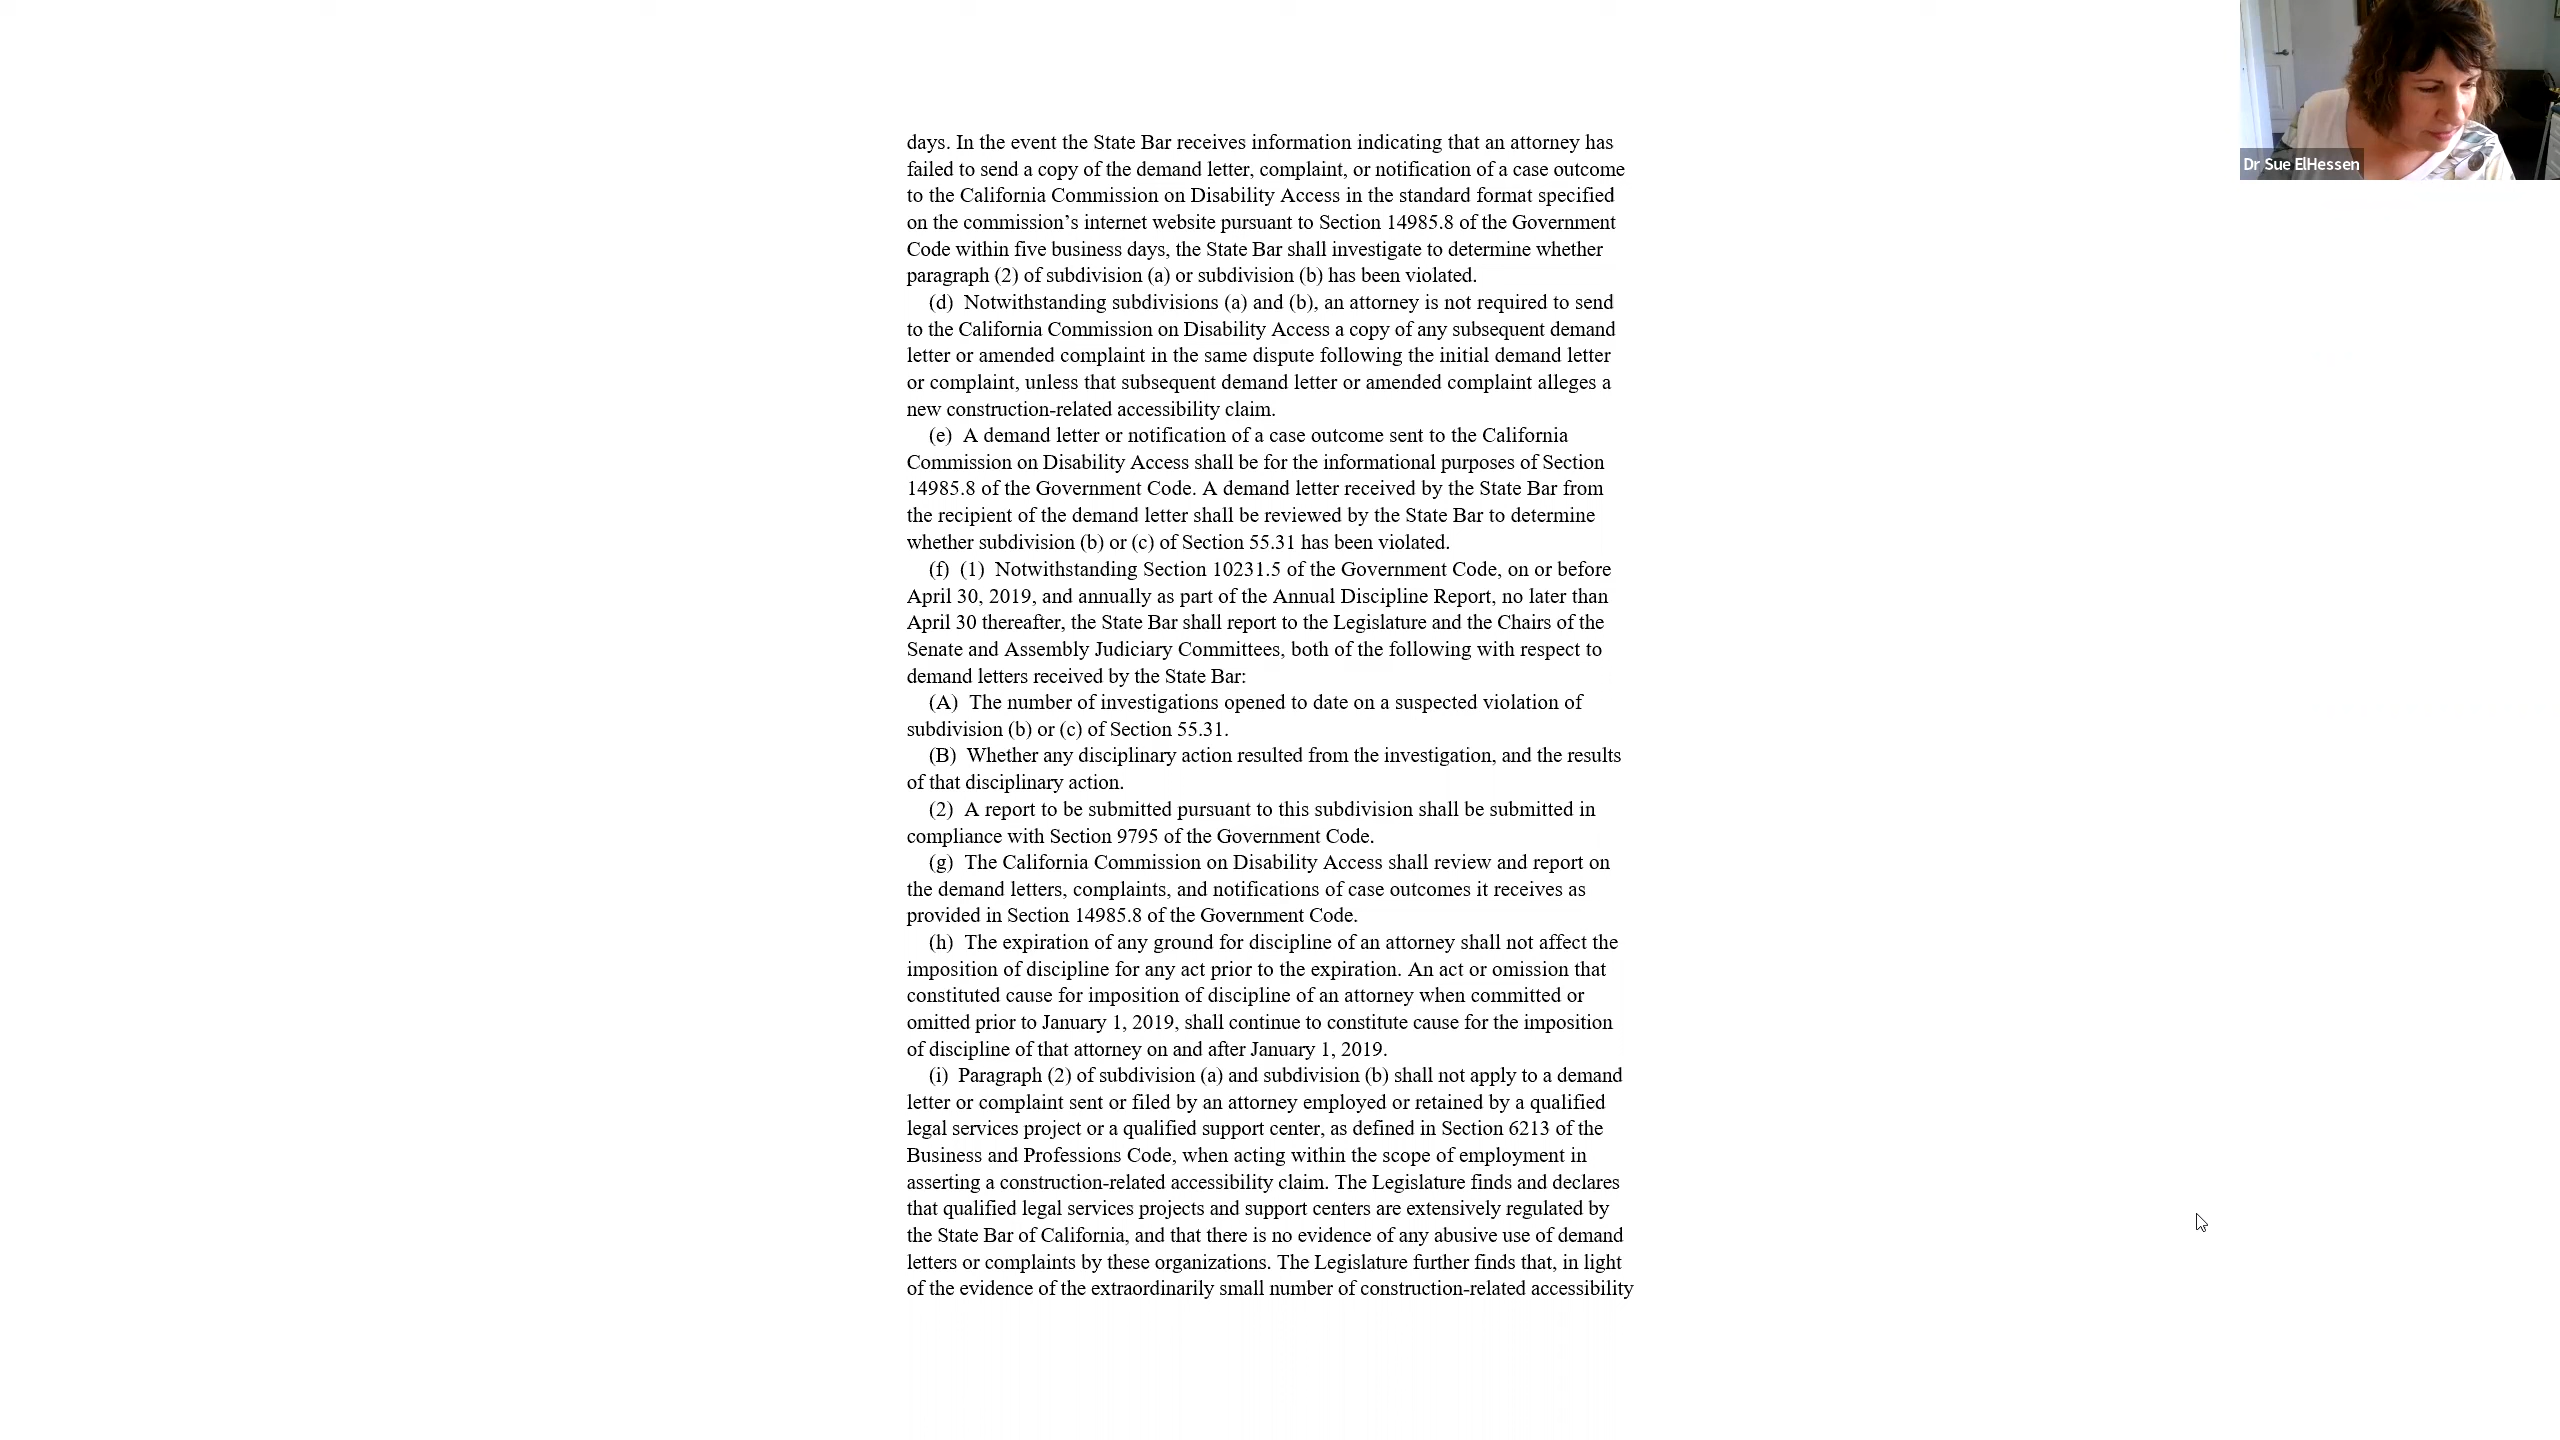 days. In the event the State Bar receives information indicating that an attorney has
failed to send a copy of the demand letter, complaint, or notification of a case outcome
to the California Commission on Disability Access in the standard format specified
on the commission’s internet website pursuant to Section 14985.8 of the Government
Code within five business days, the State Bar shall investigate to determine whether
paragraph (2) of subdivision (a) or subdivision (b) has been violated.
(d) Notwithstanding subdivisions (a) and (b), an attorney is not required to send
to the California Commission on Disability Access a copy of any subsequent demand
letter or amended complaint in the same dispute following the initial demand letter
or complaint, unless that subsequent demand letter or amended complaint alleges a
new construction-related accessibility claim.
(e) A demand letter or notification of a case outcome sent to the California
Commission on Disability Access shall be for the informational purposes of Section
14985.8 of the Government Code. A demand letter received by the State Bar from
the recipient of the demand letter shall be reviewed by the State Bar to determine
whether subdivision (b) or (c) of Section 55.31 has been violated.
(f) (1) Notwithstanding Section 10231.5 of the Government Code, on or before
April 30, 2019, and annually as part of the Annual Discipline Report, no later than
April 30 thereafter, the State Bar shall report to the Legislature and the Chairs of the
Senate and Assembly Judiciary Committees, both of the following with respect to
demand letters received by the State Bar:
(A) The number of investigations opened to date on a suspected violation of
subdivision (b) or (c) of Section 55.31.
(B) Whether any disciplinary action resulted from the investigation, and the results
of that disciplinary action.
(2) A report to be submitted pursuant to this subdivision shall be submitted in
compliance with Section 9795 of the Government Code.
(g) The California Commission on Disability Access shall review and report on
the demand letters, complaints, and notifications of case outcomes it receives as
provided in Section 14985.8 of the Government Code.
(h) The expiration of any ground for discipline of an attorney shall not affect the
imposition of discipline for any act prior to the expiration. An act or omission that
constituted cause for imposition of discipline of an attorney when committed or
omitted prior to January 1, 2019, shall continue to constitute cause for the imposition
of discipline of that attorney on and after January 1, 2019.
(i) Paragraph (2) of subdivision (a) and subdivision (b) shall not apply to a demand
letter or complaint sent or filed by an attorney employed or retained by a qualified
legal services project or a qualified support center, as defined in Section 6213 of the
Business and Professions Code, when acting within the scope of employment in
asserting a construction-related accessibility claim. The Legislature finds and declares
that qualified legal services projects and support centers are extensively regulated by
the State Bar of California, and that there is no evidence of any abusive use of demand
letters or complaints by these organizations. The Legislature further finds that, in light
of the evidence of the extraordinarily small number of construction-related accessibility
Dr Sue ElHessen